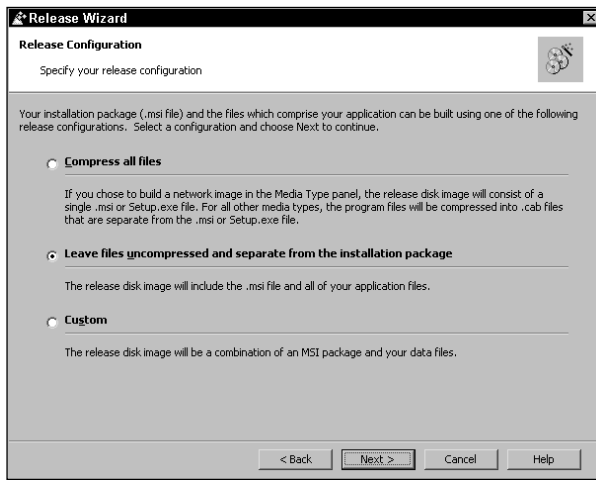 Release Wizard
Release Configuration
Specify your release configuration
Your installation package (.msi file) and the files which comprise your application can be built using one of the following
release configurations. Select a configuration and choose Next to continue.
Compress all files
If you chose to build a network image in the Media Type panel, the release disk image will consist of a
single .msi or Setup.exe file. For all other media types, the program files will be compressed into .cab files
that are separate from the .msi or Setup.exe file.
Leave files uncompressed and separate from the installation package
The release disk image will include the .msi file and all of your application files.
Custom
The release disk image will be a combination of an MSI package and your data files.
< Back Next > Cancel Help